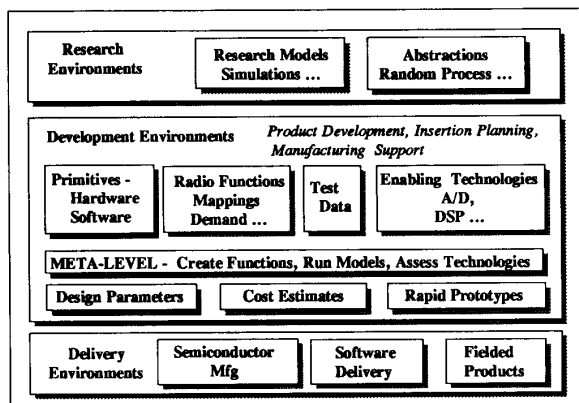 Research
Environments
Research Models
Simulations ...
Abstractions
Random Process ...
Development Environments
Product Development, Insertion Planning,
Manufacturing Support
Primitives -
Hardware
Software
Radio Functions
Mappings
Demand ...
Test
Data
Enabling Technologies
A/D,
DSP ...
META-LEVEL - Create Functions, Run Models, Assess Technologies
Design Parameters
Cost Estimates
Rapid Prototypes
Delivery
Environments
Semiconductor
Mfg
Software
Delivery
Fielded
Products